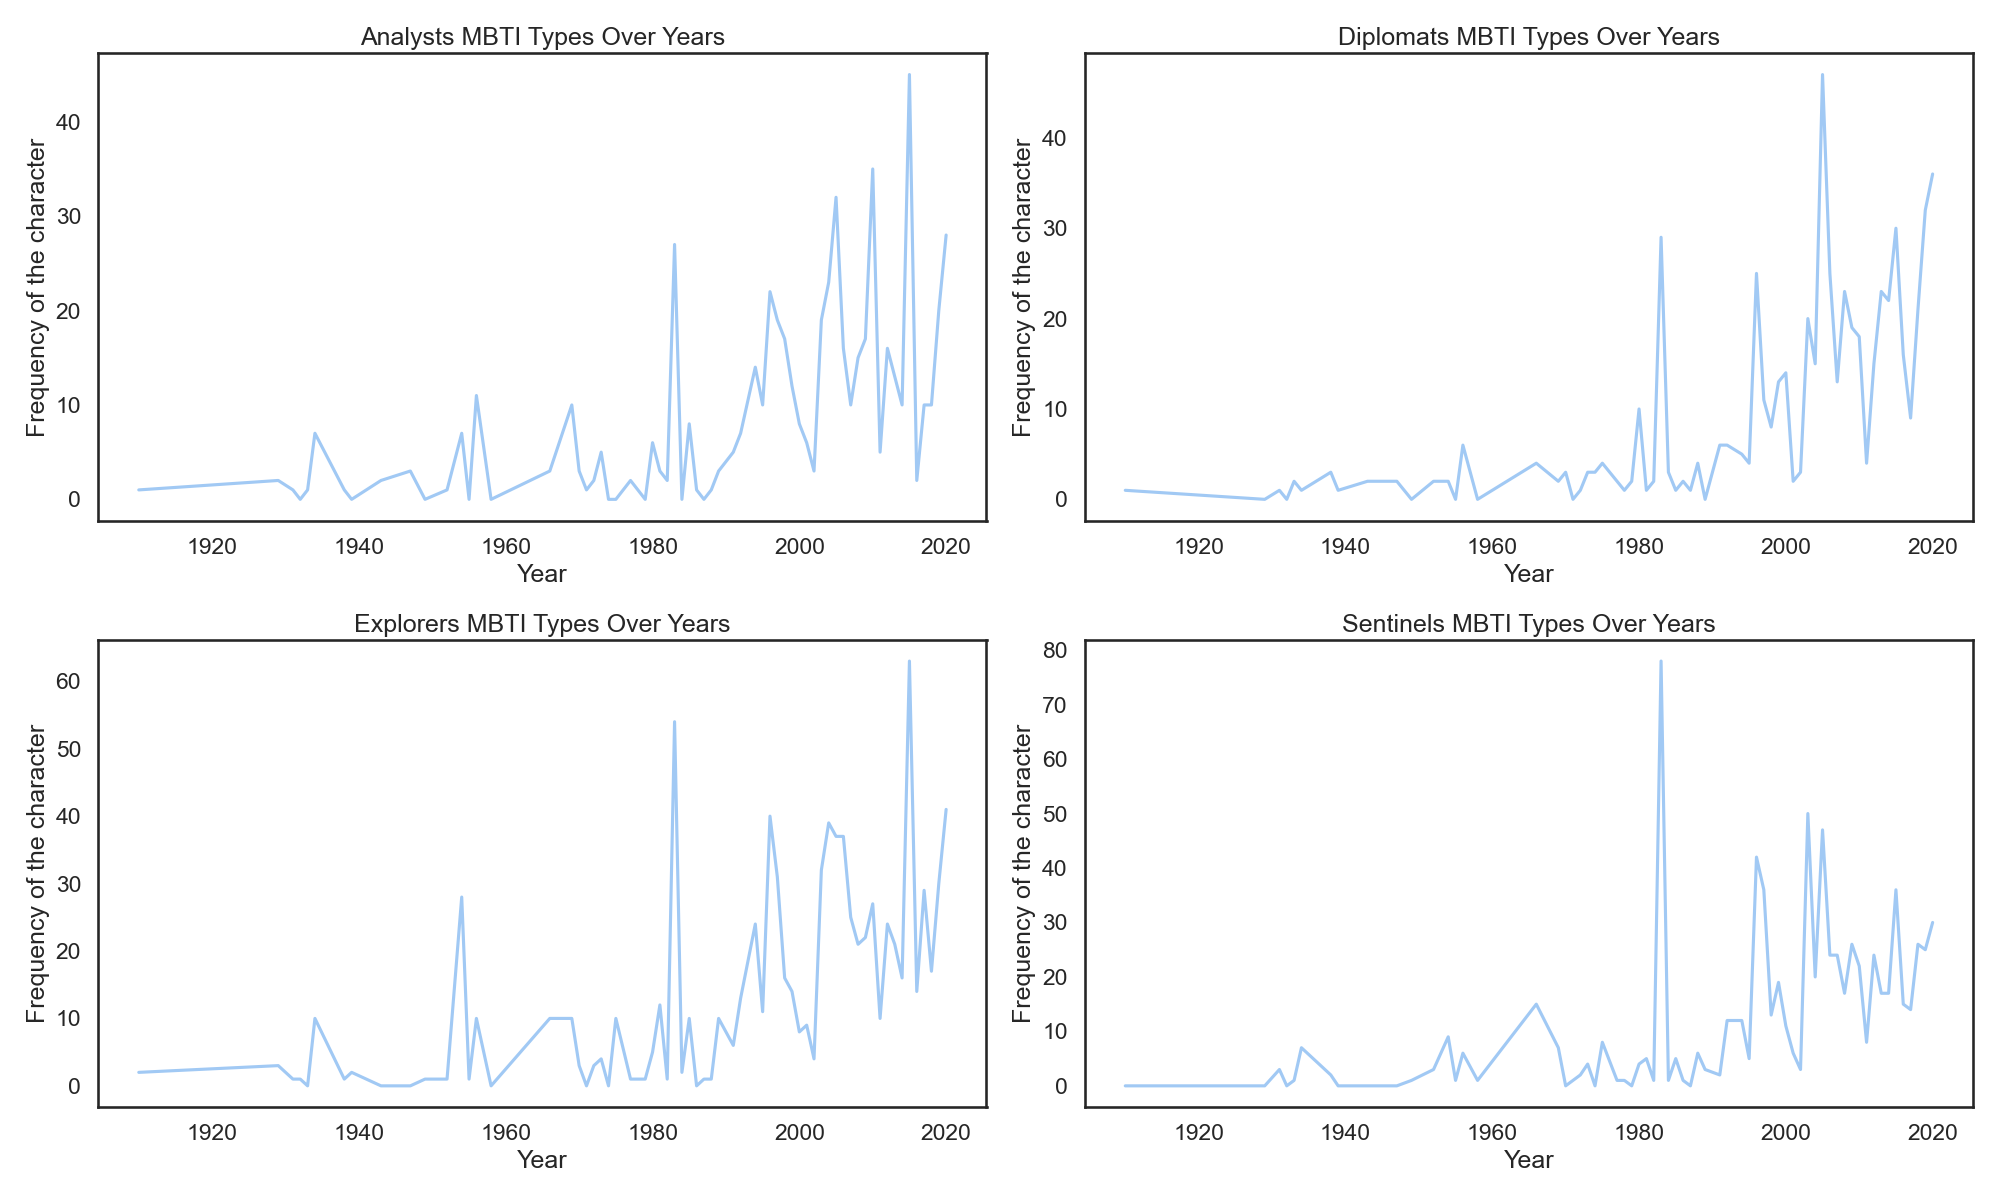 Analysts MBTI Types Over Years
Frequency of the character
40
30
20
10
0
1920 1940 1960 1980 2000 2020
Year
Diplomats MBTI Types Over Years
Frequency of the character
40
30
20
10
0
1920 1940 1960 1980 2000 2020
Year
Explorers MBTI Types Over Years
Frequency of the character
60
50
40
30
20
10
0
1920 1940 1960 1980 2000 2020
Year
Sentinels MBTI Types Over Years
Frequency of the character
80
70
60
50
40
30
20
10
0
1920 1940 1960 1980 2000 2020
Year